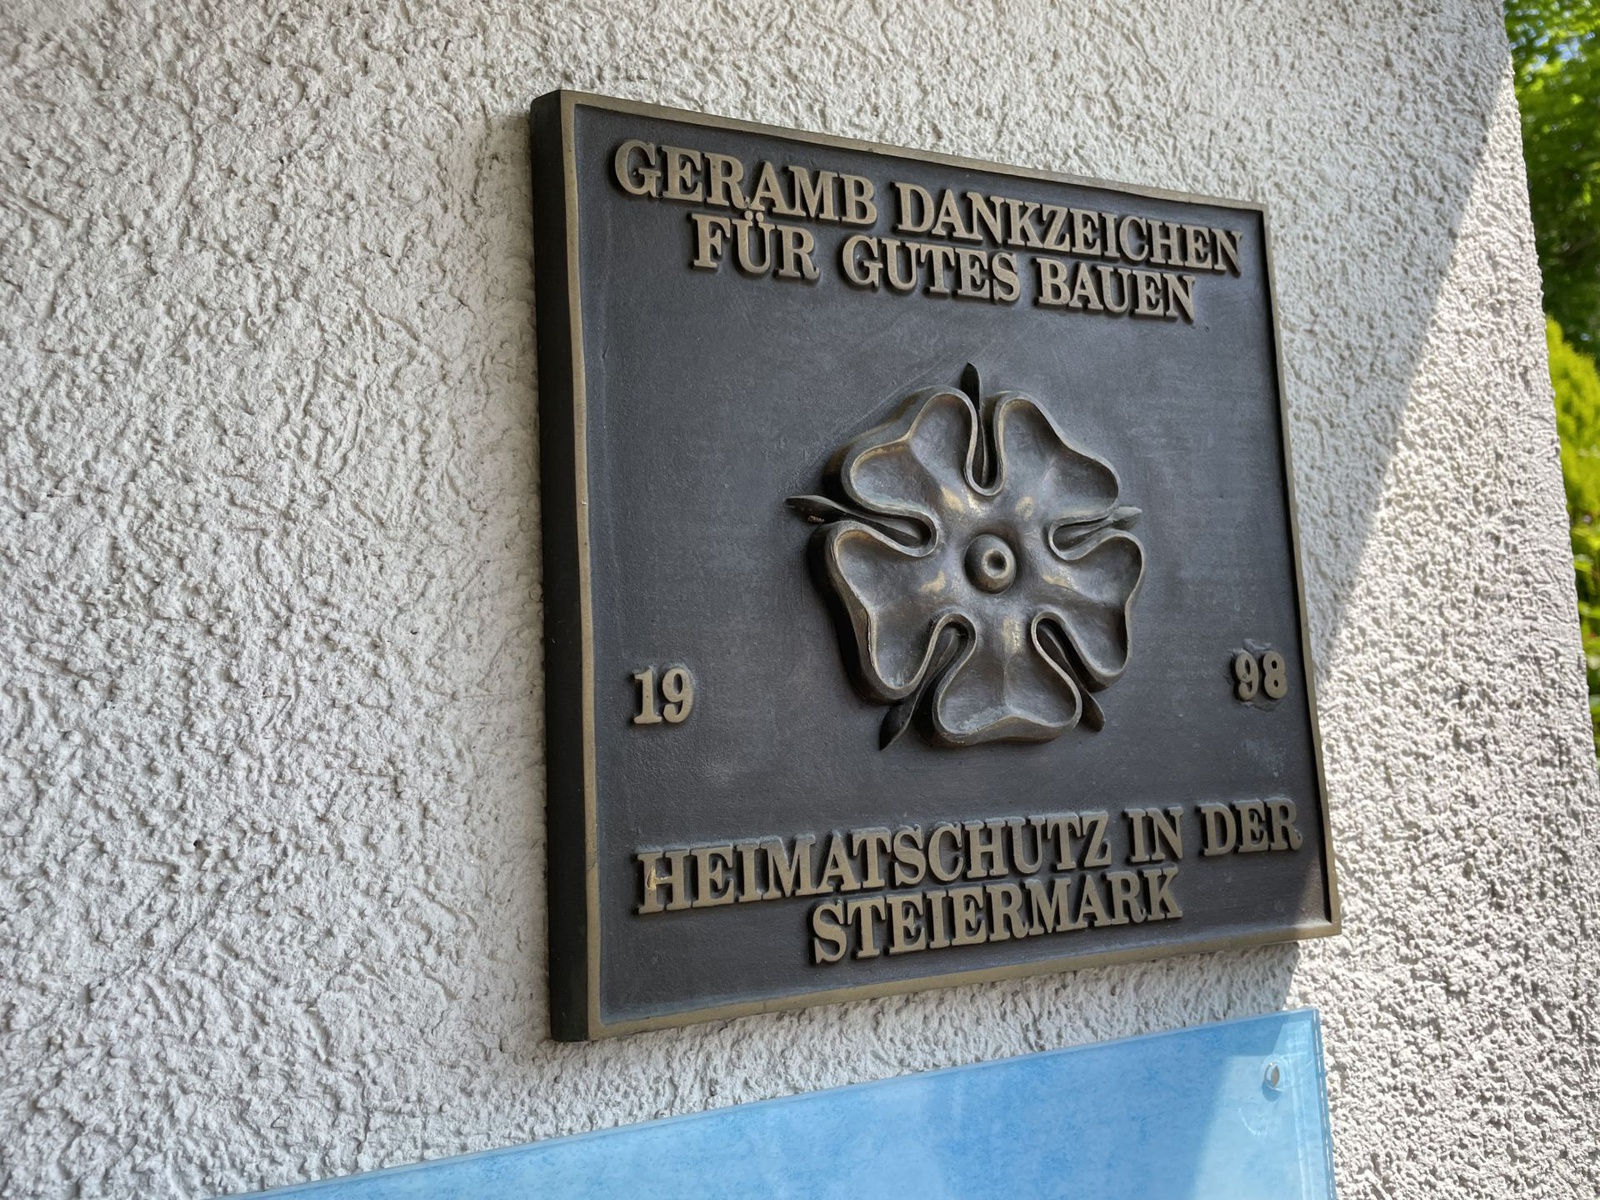 GERAMB DANKZEICHEN
FÜR GUTES BAUEN
19 98
HEIMATSCHUTZ IN DER
STEIERMARK